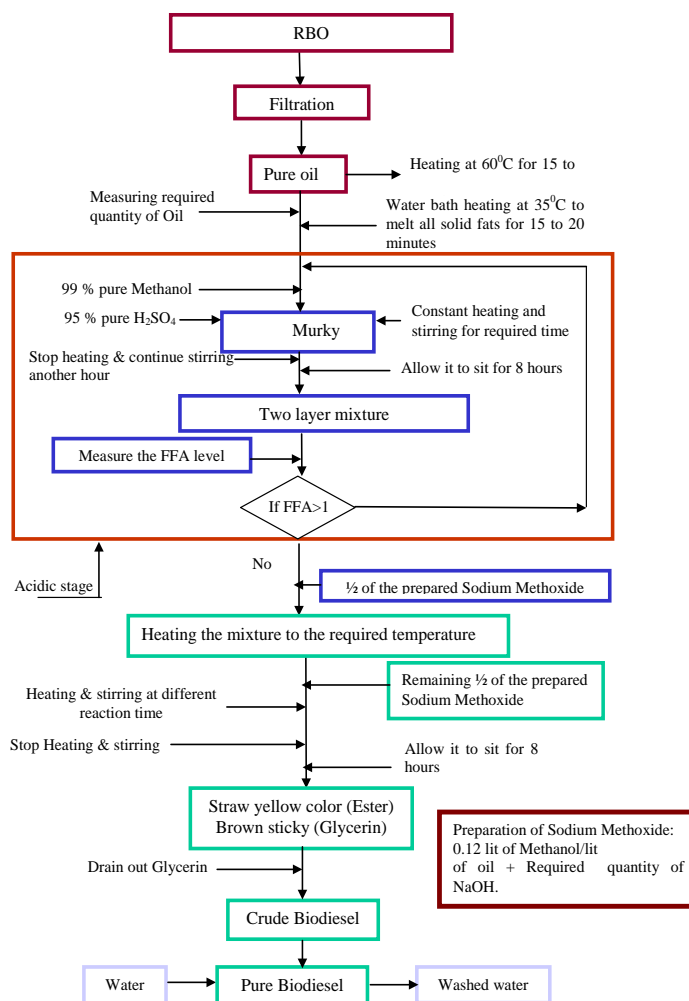 RBO
Filtration
Pure oil
Heating at 60⁰C for 15 to
Measuring required
quantity of Oil
Water bath heating at 35⁰C to
melt all solid fats for 15 to 20
minutes
99 % pure Methanol
95 % pure H₂SO₄
Murky
Constant heating and
stirring for required time
Stop heating & continue stirring
another hour
Allow it to sit for 8 hours
Two layer mixture
Measure the FFA level
If FFA>1
No
Acidic stage
½ of the prepared Sodium Methoxide
Heating the mixture to the required temperature
Remaining ½ of the prepared
Sodium Methoxide
Heating & stirring at different
reaction time
Stop Heating & stirring
Allow it to sit for 8
hours
Straw yellow color (Ester)
Brown sticky (Glycerin)
Preparation of Sodium Methoxide:
0.12 lit of Methanol/lit
of oil + Required quantity of
NaOH.
Drain out Glycerin
Crude Biodiesel
Water
Pure Biodiesel
Washed water